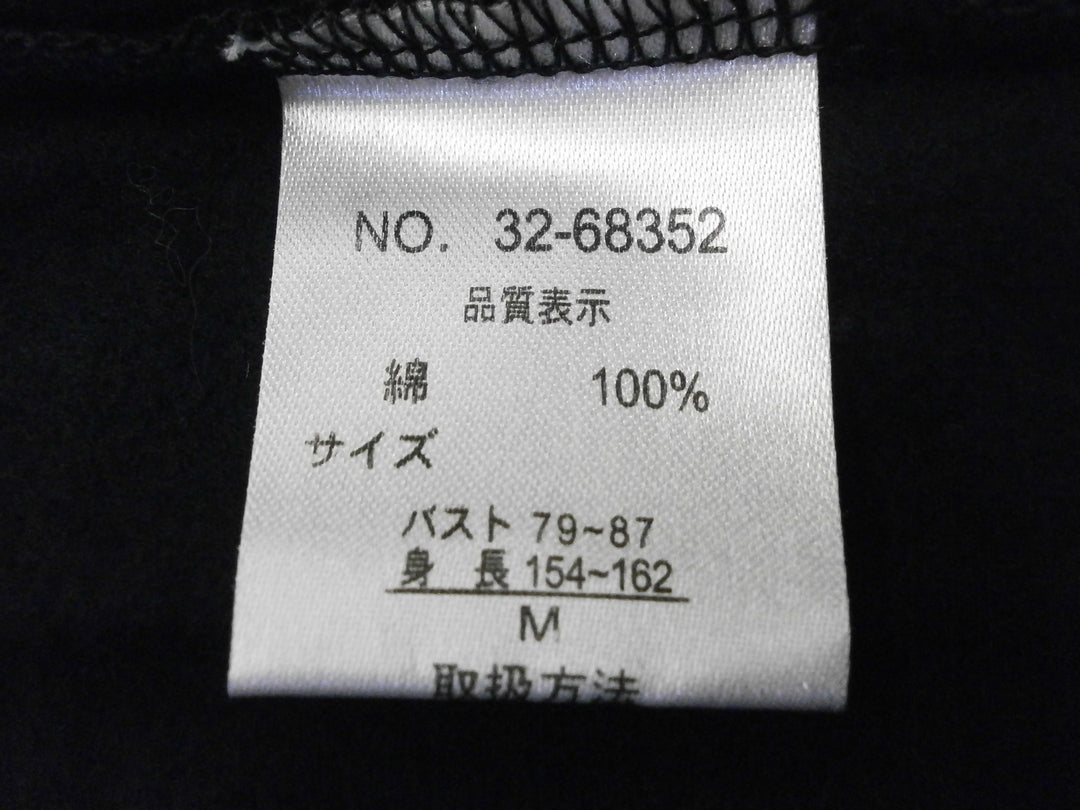 NO. 32-68352
品質表示
綿 100%
サイズ
バスト 79~87
身 長 154~162
M
取扱方法